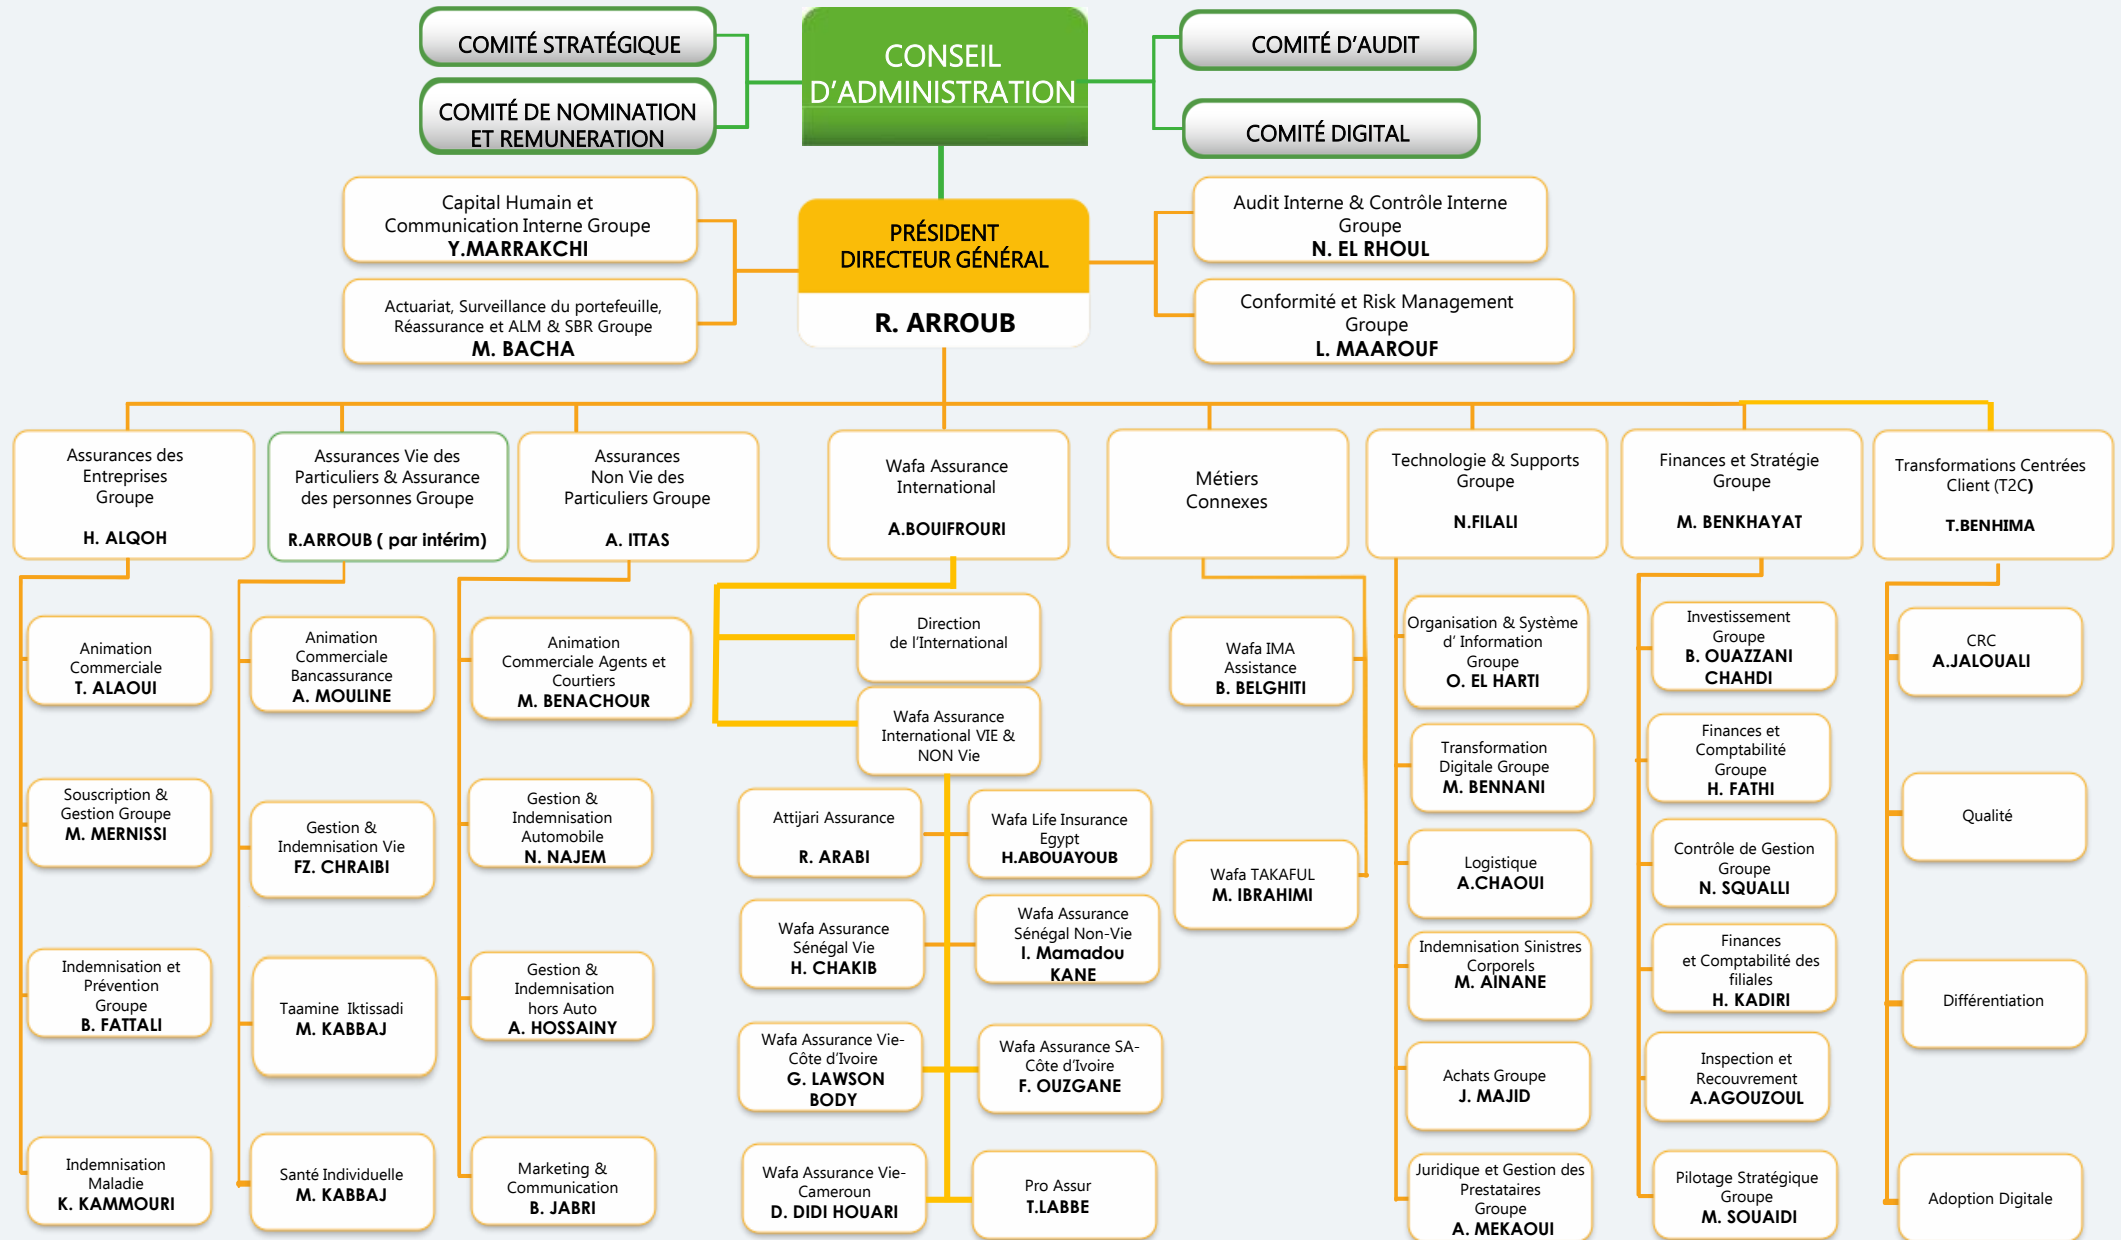 COMITÉ STRATÉGIQUE
COMITÉ DE NOMINATION
ET REMUNERATION
CONSEIL
D'ADMINISTRATION
COMITÉ D'AUDIT
COMITÉ DIGITAL
Capital Humain et
Communication Interne Groupe
Y.MARRAKCHI
Actuariat, Surveillance du portefeuille,
Réassurance et ALM & SBR Groupe
M. BACHA
PRÉSIDENT
DIRECTEUR GÉNÉRAL
R. ARROUB
Audit Interne & Contrôle Interne
Groupe
N. EL RHOUL
Conformité et Risk Management
Groupe
L. MAAROUF
Assurances des
Entreprises
Groupe
H. ALQOH
Assurances Vie des
Particuliers & Assurance
des personnes Groupe
R.ARROUB ( par intérim)
Assurances
Non Vie des
Particuliers Groupe
A. ITTAS
Wafa Assurance
International
A.BOUIFROURI
Métiers
Connexes
Technologie & Supports
Groupe
N.FILALI
Finances et Stratégie
Groupe
M. BENKHAYAT
Transformations Centrées
Client (T2C)
T.BENHIMA
Animation
Commerciale
T. ALAOUI
Souscription &
Gestion Groupe
M. MERNISSI
Indemnisation et
Prévention
Groupe
B. FATTALI
Indemnisation
Maladie
K. KAMMOURI
Animation
Commerciale
Bancassurance
A. MOULINE
Gestion &
Indemnisation Vie
FZ. CHRAIBI
Taamine Iktissadi
M. KABBAJ
Santé Individuelle
M. KABBAJ
Animation
Commerciale Agents et
Courtiers
M. BENACHOUR
Gestion &
Indemnisation
Automobile
N. NAJEM
Gestion &
Indemnisation
hors Auto
A. HOSSAINY
Marketing &
Communication
B. JABRI
Direction
de l'International
Wafa Assurance
International VIE &
NON Vie
Attijari Assurance
R. ARABI
Wafa Life Insurance
Egypt
H.ABOUAYOUB
Wafa Assurance
Sénégal Vie
H. CHAKIB
Wafa Assurance
Sénégal Non-Vie
I. Mamadou
KANE
Wafa Assurance Vie-
Côte d'Ivoire
G. LAWSON
BODY
Wafa Assurance SA-
Côte d'Ivoire
F. OUZGANE
Wafa Assurance Vie-
Cameroun
D. DIDI HOUARI
Pro Assur
T.LABBE
Wafa IMA
Assistance
B. BELGHITI
Wafa TAKAFUL
M. IBRAHIMI
Organisation & Système
d' Information
Groupe
O. EL HARTI
Transformation
Digitale Groupe
M. BENNANI
Logistique
A.CHAOUI
Indemnisation Sinistres
Corporels
M. AINANE
Achats Groupe
J. MAJID
Juridique et Gestion des
Prestataires
Groupe
A. MEKAOUI
Investissement
Groupe
B. OUAZZANI
CHAHDI
Finances et
Comptabilité
Groupe
H. FATHI
Contrôle de Gestion
Groupe
N. SQUALLI
Finances
et Comptabilité des
filiales
H. KADIRI
Inspection et
Recouvrement
A.AGOUZOUL
Pilotage Stratégique
Groupe
M. SOUAIDI
CRC
A.JALOUALI
Qualité
Différentiation
Adoption Digitale